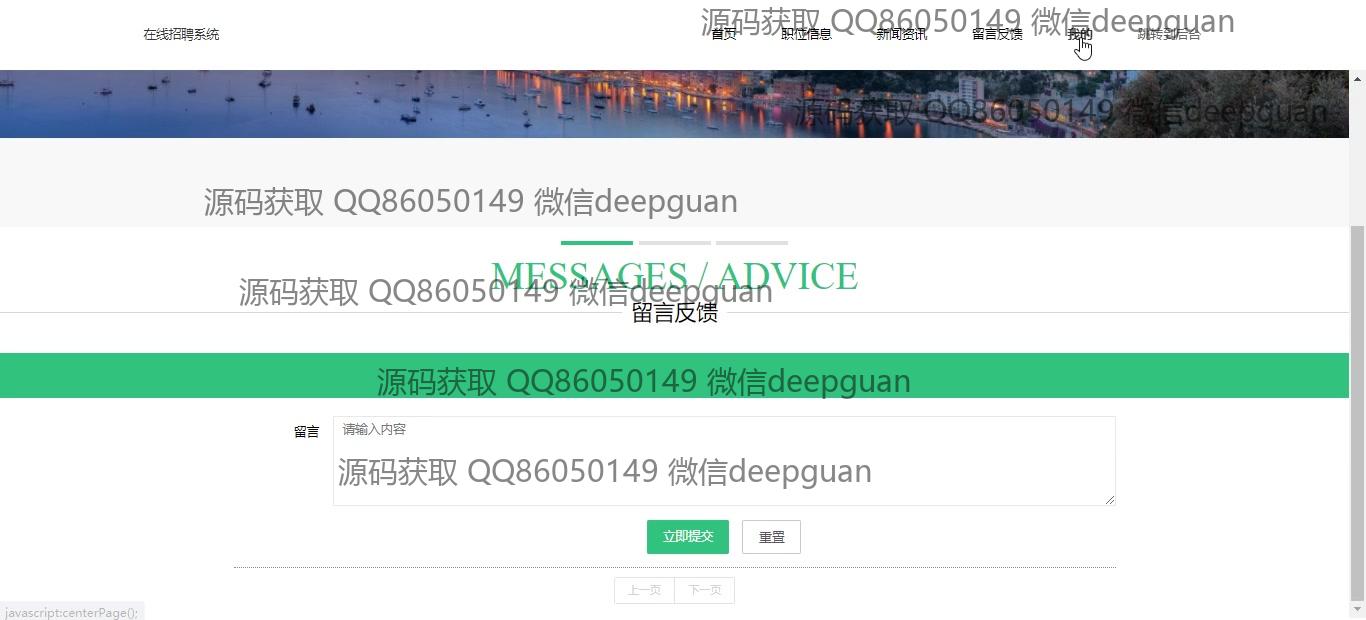 源码获取 QQ86050149 微信deepguan
在线招聘系统 首页 职位信息 新闻资讯 留言反馈 我的 跳转到后台
源码获取 QQ86050149 微信deepguan
源码获取 QQ86050149 微信deepguan
MESSAGES / ADVICE
源码获取 QQ86050149 微信deepguan
留言反馈
源码获取 QQ86050149 微信deepguan
留言 请输入内容
源码获取 QQ86050149 微信deepguan
立即提交 重置
上一页 下一页
javascript:centerPage();